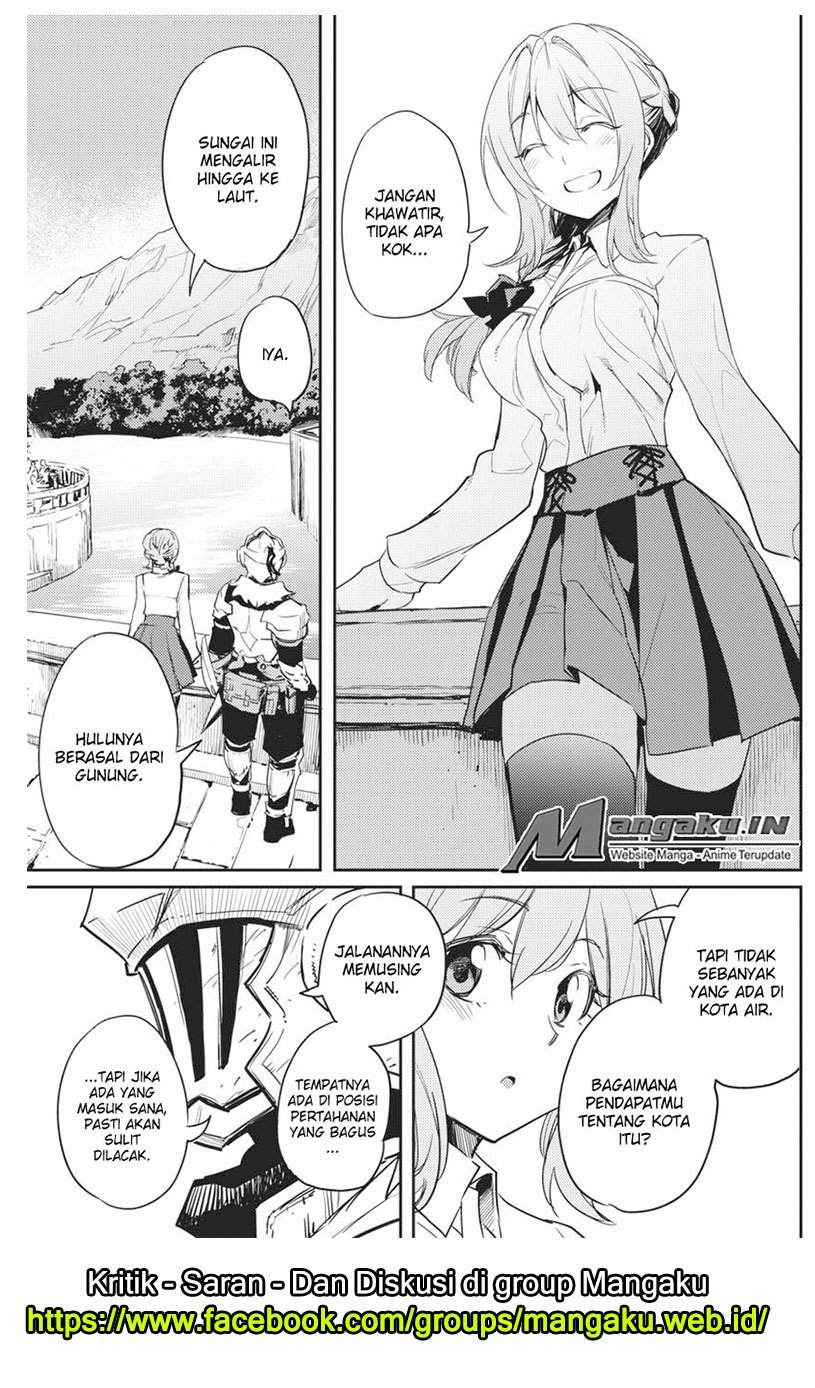 JANGAN
KHAWATIR,
TIDAK APA
KOK...
SUNGAI INI
MENGALIR
HINGGA KE
LAUT.
IYA.
HULUNYA
BERASAL DARI
GUNUNG.
Mangaku.IN
Website Manga - Anime Terupdate
TAPI TIDAK
SEBANYAK
YANG ADA DI
KOTA AIR.
BAGAIMANA
PENDAPATMU
TENTANG KOTA
ITU?
JALANANNYA
MEMUSING
KAN.
TEMPATNYA
ADA DI POSISI
PERTAHANAN
YANG BAGUS
...
...TAPI JIKA
ADA YANG
MASUK SANA,
PASTI AKAN
SULIT
DILACAK.
Kritik - Saran - Dan Diskusi di group Mangaku
https://www.facebook.com/groups/mangaku.web.id/